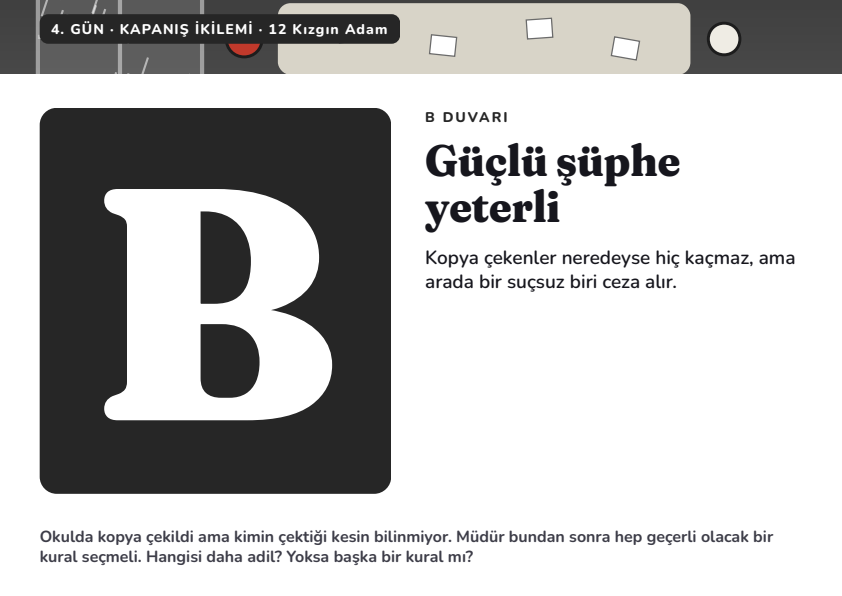 4. GÜN · KAPANIŞ İKİLEMİ · 12 Kızgın Adam
B DUVARI
B
Güçlü şüphe
yeterli
Kopya çekenler neredeyse hiç kaçmaz, ama
arada bir suçsuz biri ceza alır.
Okulda kopya çekildi ama kimin çektiği kesin bilinmiyor. Müdür bundan sonra hep geçerli olacak bir
kural seçmeli. Hangisi daha adil? Yoksa başka bir kural mı?